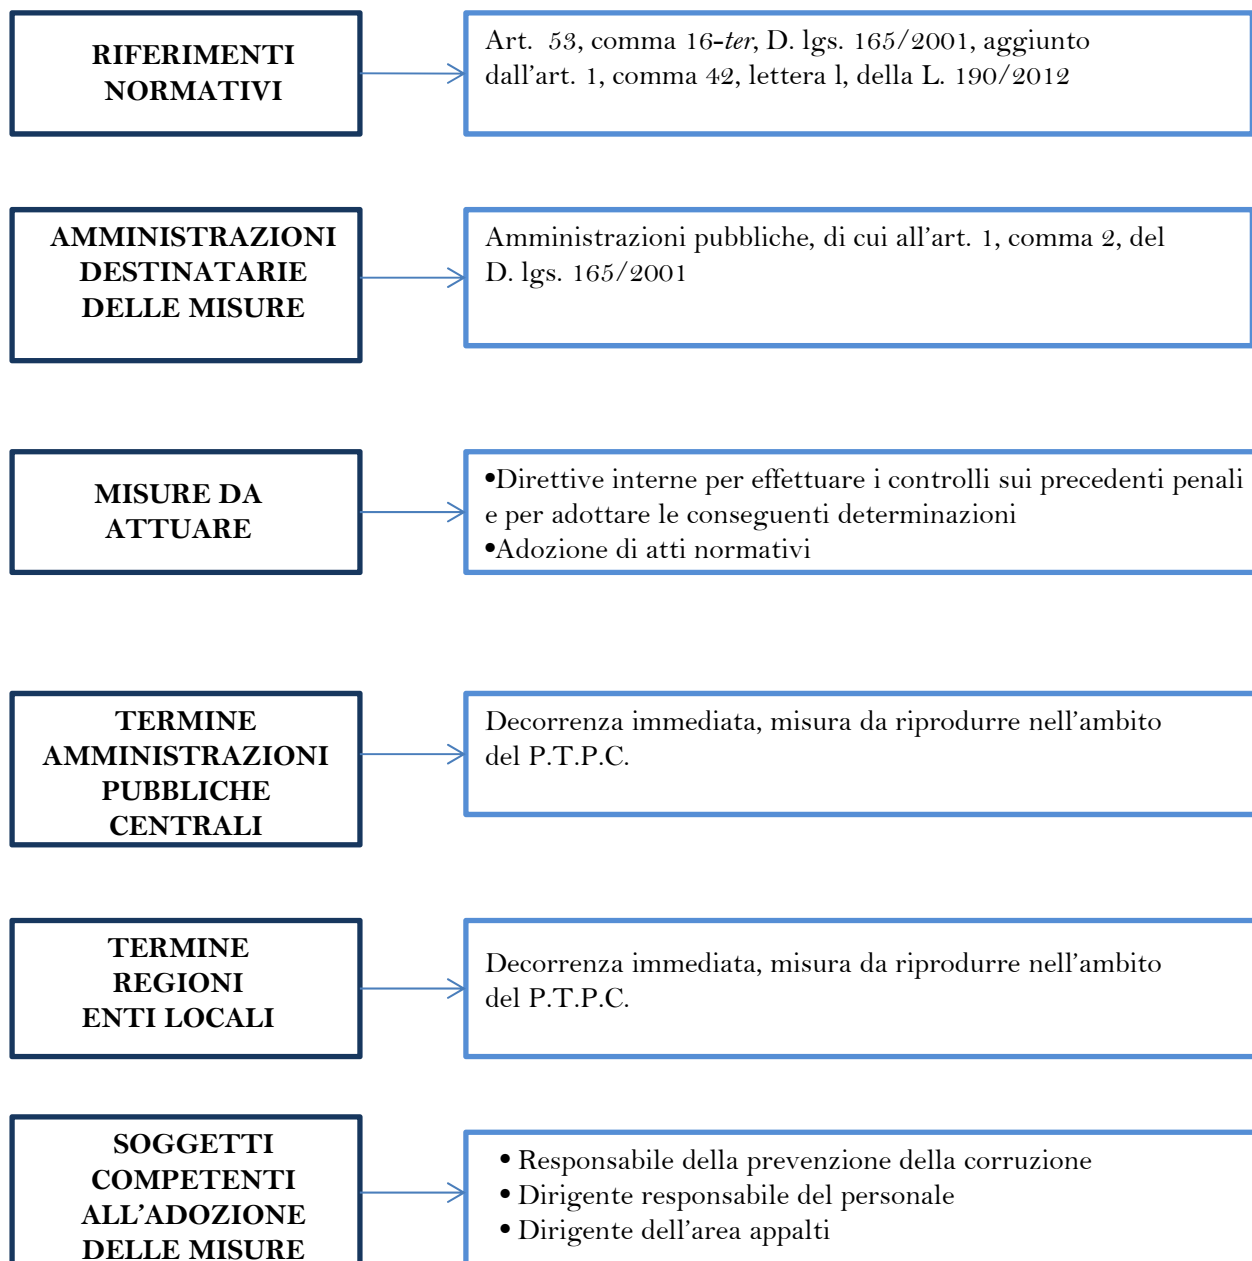 RIFERIMENTI
NORMATIVI
Art. 53, comma 16-ter, D. lgs. 165/2001, aggiunto
dall’art. 1, comma 42, lettera l, della L. 190/2012
AMMINISTRAZIONI
DESTINATARIE
DELLE MISURE
Amministrazioni pubbliche, di cui all’art. 1, comma 2, del
D. lgs. 165/2001
MISURE DA
ATTUARE
•Direttive interne per effettuare i controlli sui precedenti penali
e per adottare le conseguenti determinazioni
•Adozione di atti normativi
TERMINE
AMMINISTRAZIONI
PUBBLICHE
CENTRALI
Decorrenza immediata, misura da riprodurre nell’ambito
del P.T.P.C.
TERMINE
REGIONI
ENTI LOCALI
Decorrenza immediata, misura da riprodurre nell’ambito
del P.T.P.C.
SOGGETTI
COMPETENTI
ALL’ADOZIONE
DELLE MISURE
• Responsabile della prevenzione della corruzione
• Dirigente responsabile del personale
• Dirigente dell’area appalti